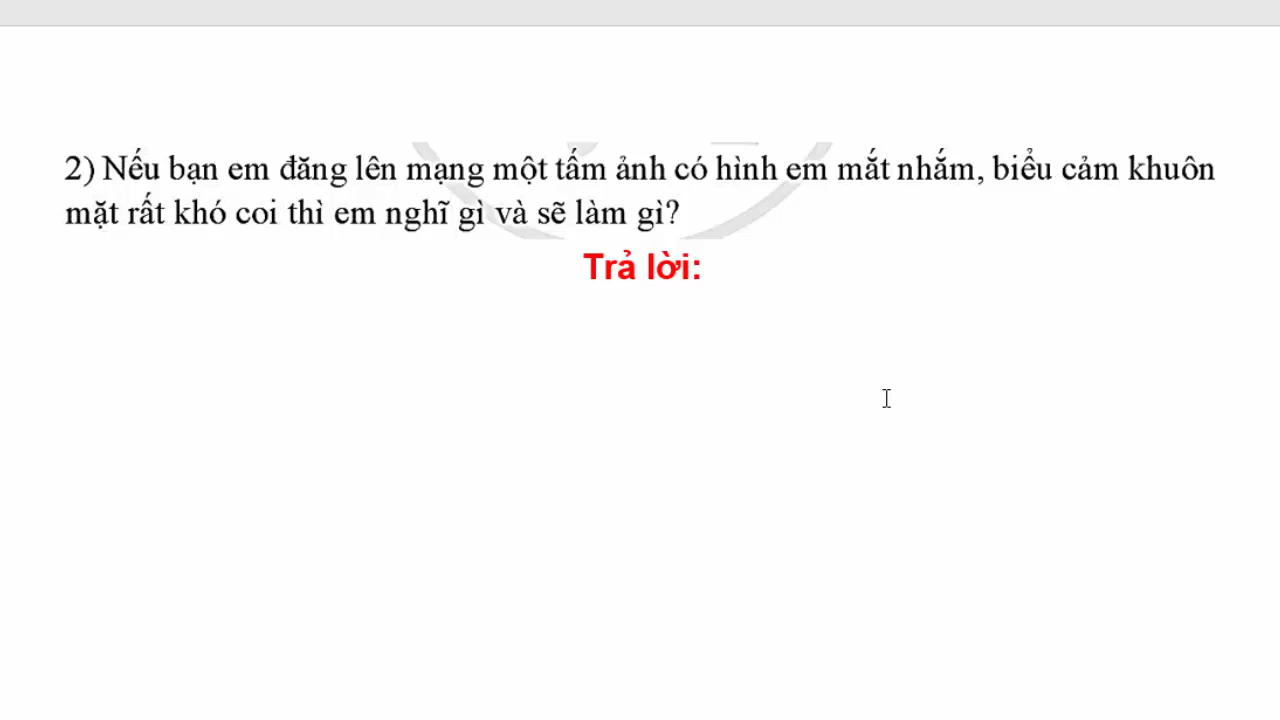 2) Nếu bạn em đăng lên mạng một tấm ảnh có hình em mắt nhắm, biểu cảm khuôn
mặt rất khó coi thì em nghĩ gì và sẽ làm gì?
Trả lời: